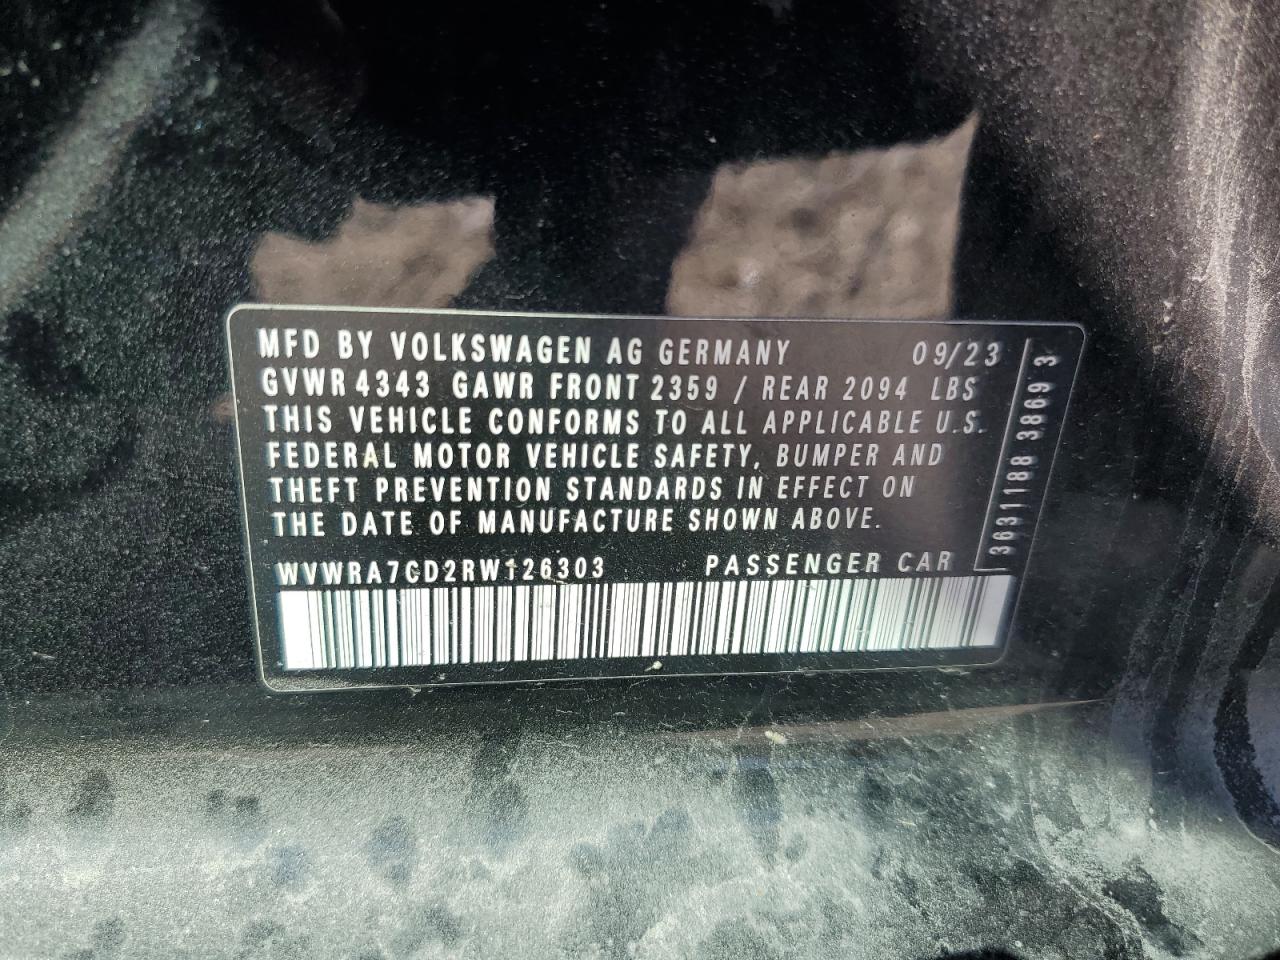 MFD BY VOLKSWAGEN AG GERMANY 09/23
GVWR 4343 GAWR FRONT 2359 / REAR 2094 LBS
THIS VEHICLE CONFORMS TO ALL APPLICABLE U.S.
FEDERAL MOTOR VEHICLE SAFETY, BUMPER AND
THEFT PREVENTION STANDARDS IN EFFECT ON
THE DATE OF MANUFACTURE SHOWN ABOVE.
WVWRA7CD2RW126303 PASSENGER CAR
3631188 3869 3